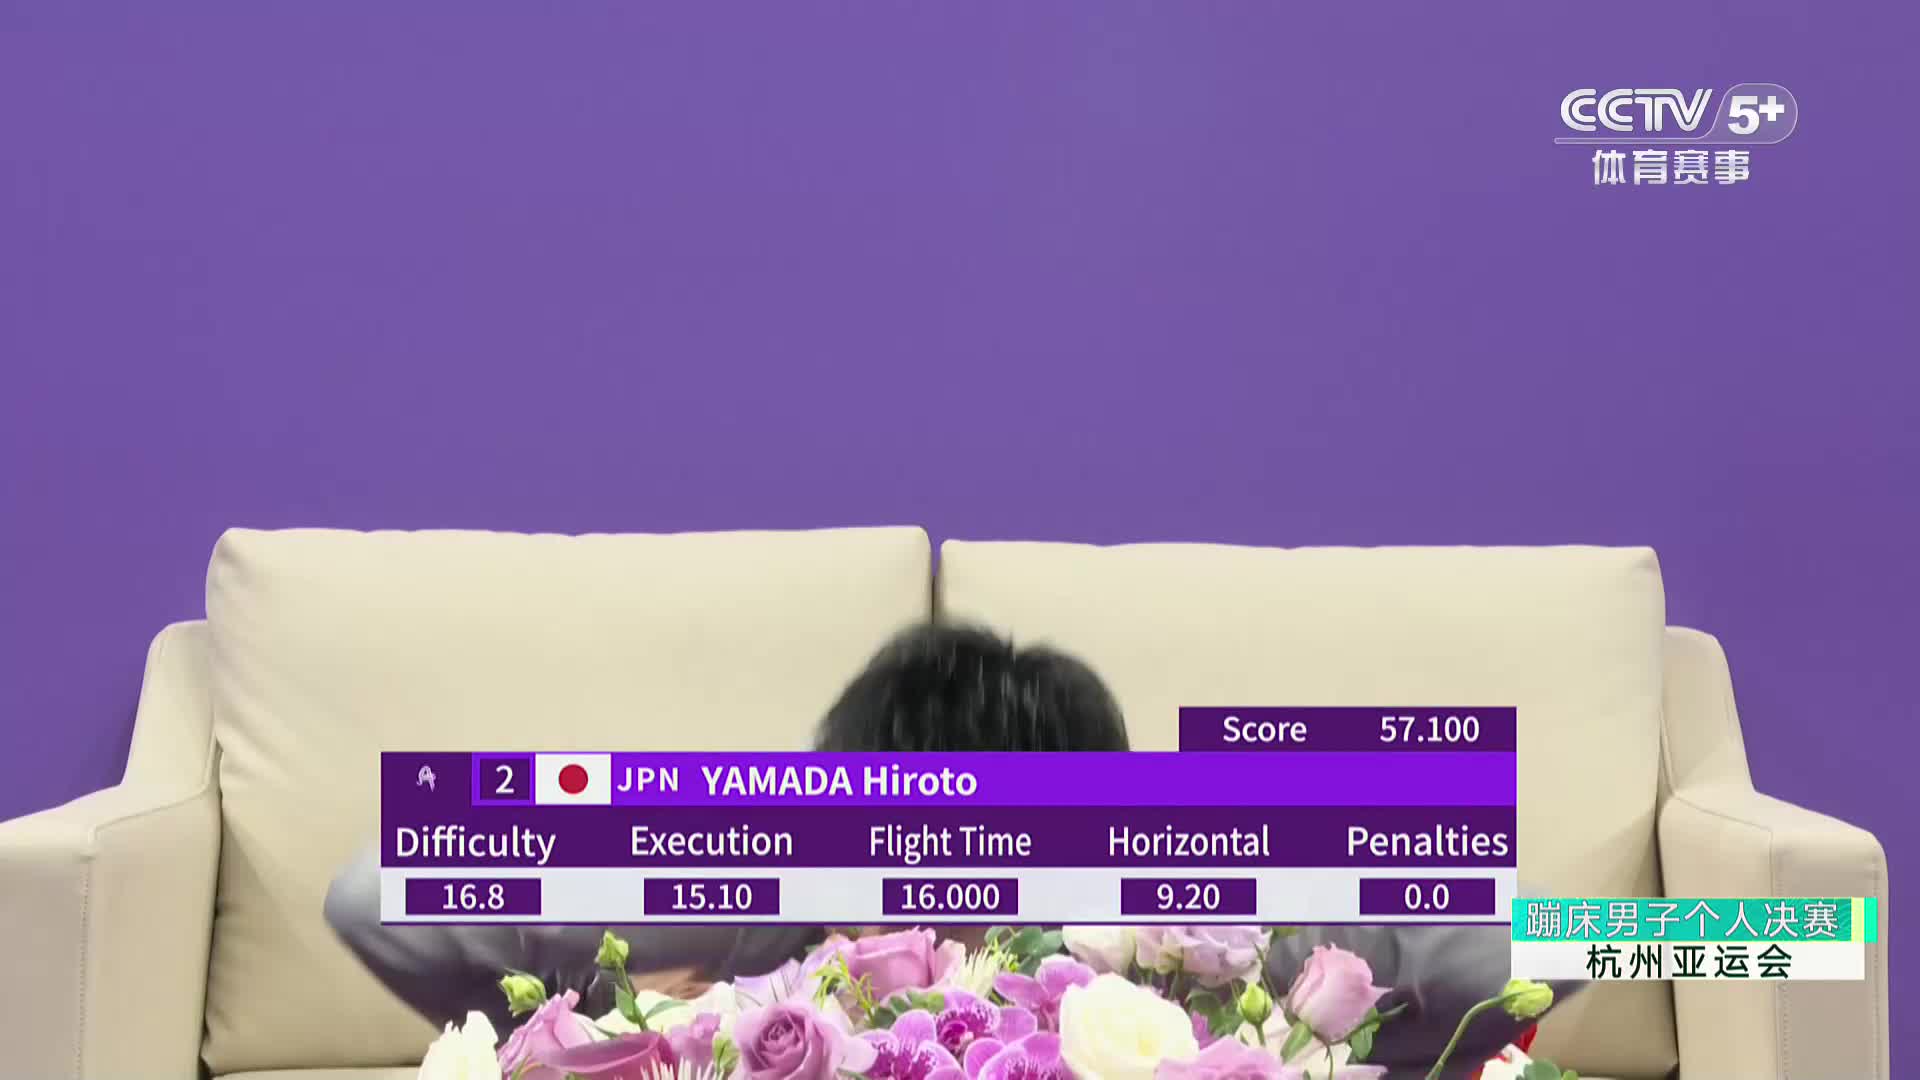 CCTV 5+
体育赛事
Score 57.100
2 JPN YAMADA Hiroto
Difficulty Execution Flight Time Horizontal Penalties
16.8 15.10 16.000 9.20 0.0
蹦床男子个人决赛
杭州亚运会